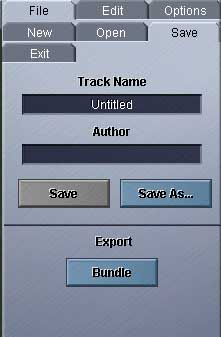 File Edit Options
New Open Save
Exit
Track Name
Untitled
Author
Save Save As...
Export
Bundle